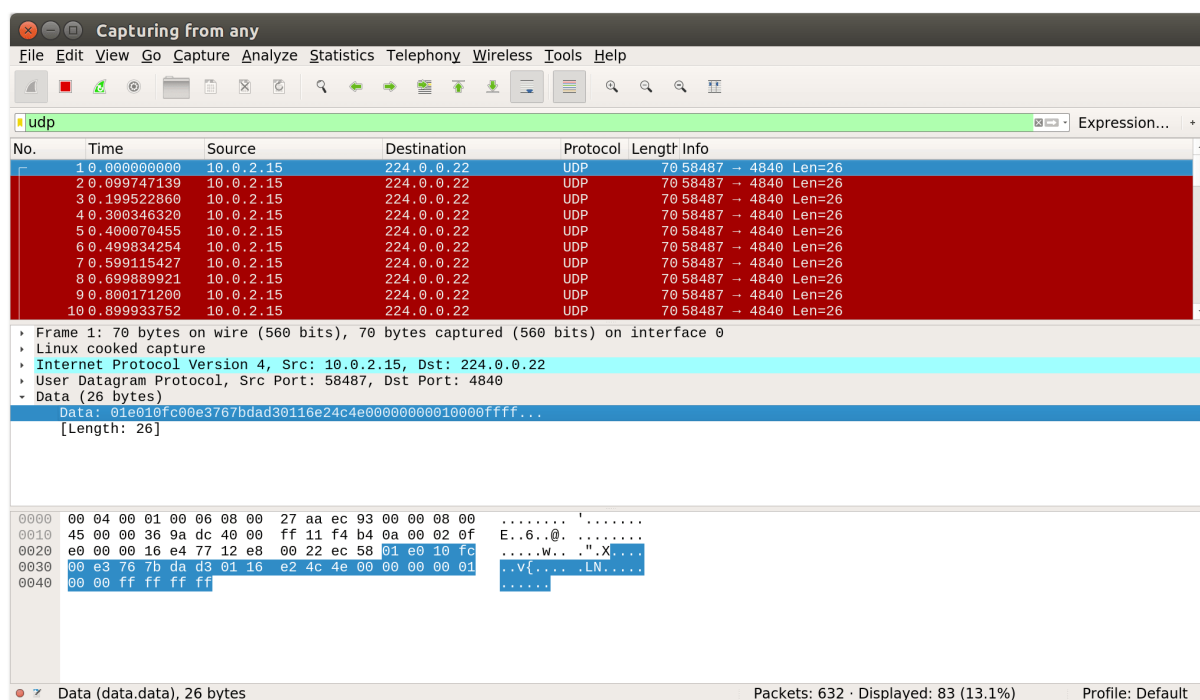 Capturing from any
File Edit View Go Capture Analyze Statistics Telephony Wireless Tools Help
udp Expression... +
No. Time Source Destination Protocol Length Info
1 0.000000000 10.0.2.15 224.0.0.22 UDP 70 58487 → 4840 Len=26
2 0.099747139 10.0.2.15 224.0.0.22 UDP 70 58487 → 4840 Len=26
3 0.199522860 10.0.2.15 224.0.0.22 UDP 70 58487 → 4840 Len=26
4 0.300346320 10.0.2.15 224.0.0.22 UDP 70 58487 → 4840 Len=26
5 0.400070455 10.0.2.15 224.0.0.22 UDP 70 58487 → 4840 Len=26
6 0.499834254 10.0.2.15 224.0.0.22 UDP 70 58487 → 4840 Len=26
7 0.599115427 10.0.2.15 224.0.0.22 UDP 70 58487 → 4840 Len=26
8 0.699889921 10.0.2.15 224.0.0.22 UDP 70 58487 → 4840 Len=26
9 0.800171200 10.0.2.15 224.0.0.22 UDP 70 58487 → 4840 Len=26
10 0.899933752 10.0.2.15 224.0.0.22 UDP 70 58487 → 4840 Len=26
Frame 1: 70 bytes on wire (560 bits), 70 bytes captured (560 bits) on interface 0
Linux cooked capture
Internet Protocol Version 4, Src: 10.0.2.15, Dst: 224.0.0.22
User Datagram Protocol, Src Port: 58487, Dst Port: 4840
Data (26 bytes)
Data: 01e010fc00e3767bdad30116e24c4e00000000010000ffff...
[Length: 26]
0000 00 04 00 01 00 06 08 00 27 aa ec 93 00 00 08 00 ........ '.......
0010 45 00 00 36 9a dc 40 00 ff 11 f4 b4 0a 00 02 0f E..6..@. ........
0020 e0 00 00 16 e4 77 12 e8 00 22 ec 58 01 e0 10 fc .....w.. .".X....
0030 00 e3 76 7b da d3 01 16 e2 4c 4e 00 00 00 00 01 ..v{.... .LN.....
0040 00 00 ff ff ff ff ......
Data (data.data), 26 bytes Packets: 632 · Displayed: 83 (13.1%) Profile: Default